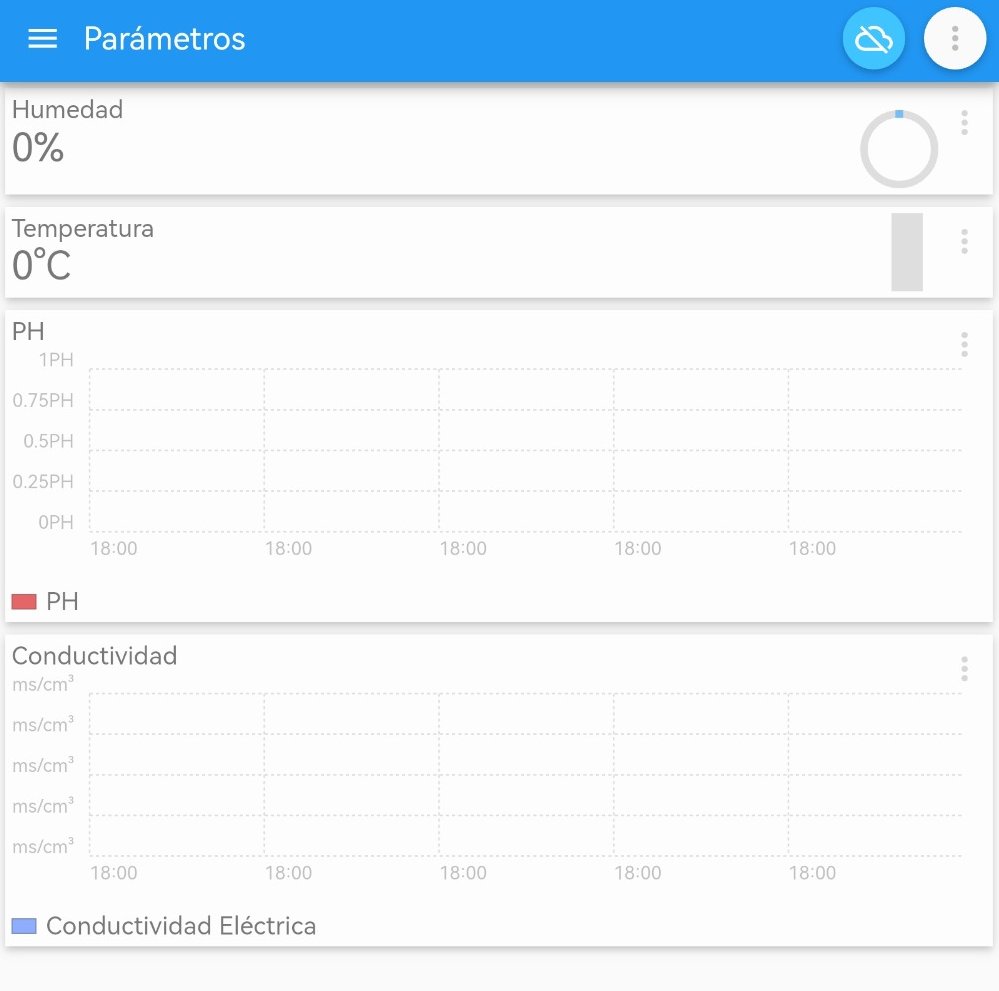 Parámetros
Humedad
0%
Temperatura
0°C
PH
1PH
0.75PH
0.5PH
0.25PH
0PH
18:00 18:00 18:00 18:00 18:00
PH
Conductividad
ms/cm³
ms/cm³
ms/cm³
ms/cm³
ms/cm³
18:00 18:00 18:00 18:00 18:00
Conductividad Eléctrica